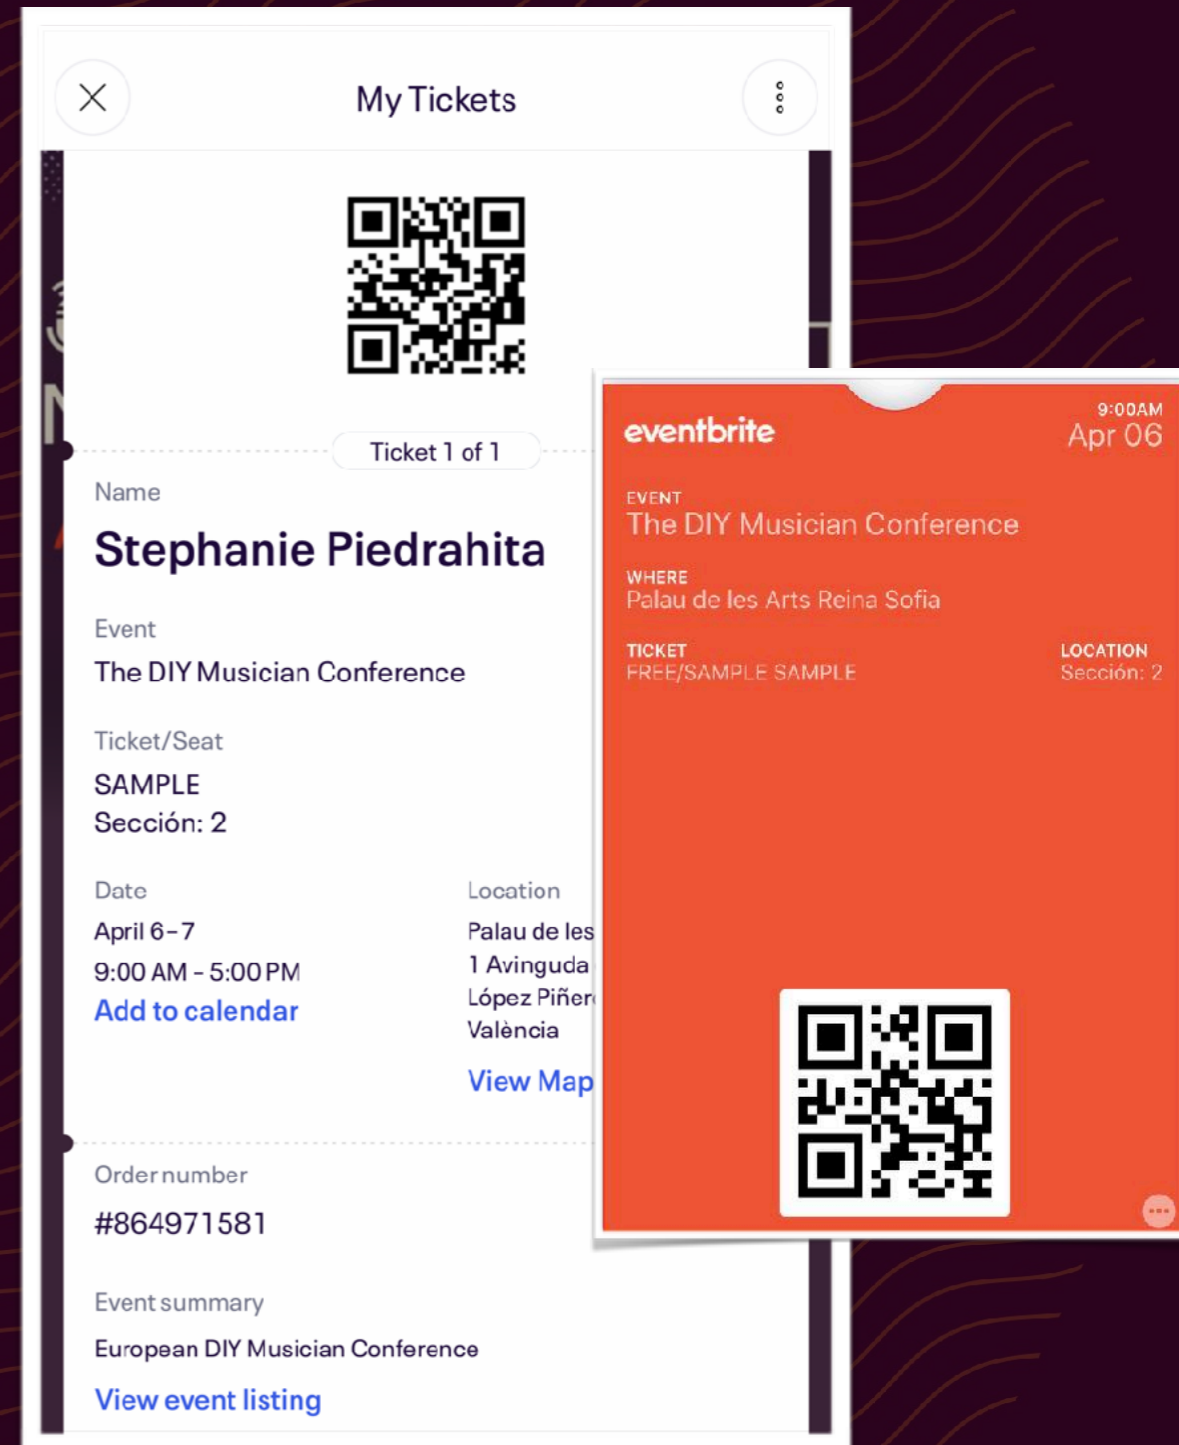 My Tickets
Ticket 1 of 1
Name
Stephanie Piedrahita
Event
The DIY Musician Conference
Ticket/Seat
SAMPLE
Sección: 2
Date
April 6–7
9:00 AM – 5:00 PM
Add to calendar
Location
Palau de les
1 Avinguda
López Piñer
València
View Map
Order number
#864971581
Event summary
European DIY Musician Conference
View event listing
eventbrite
9:00AM
Apr 06
EVENT
The DIY Musician Conference
WHERE
Palau de les Arts Reina Sofia
TICKET
FREE/SAMPLE SAMPLE
LOCATION
Sección: 2